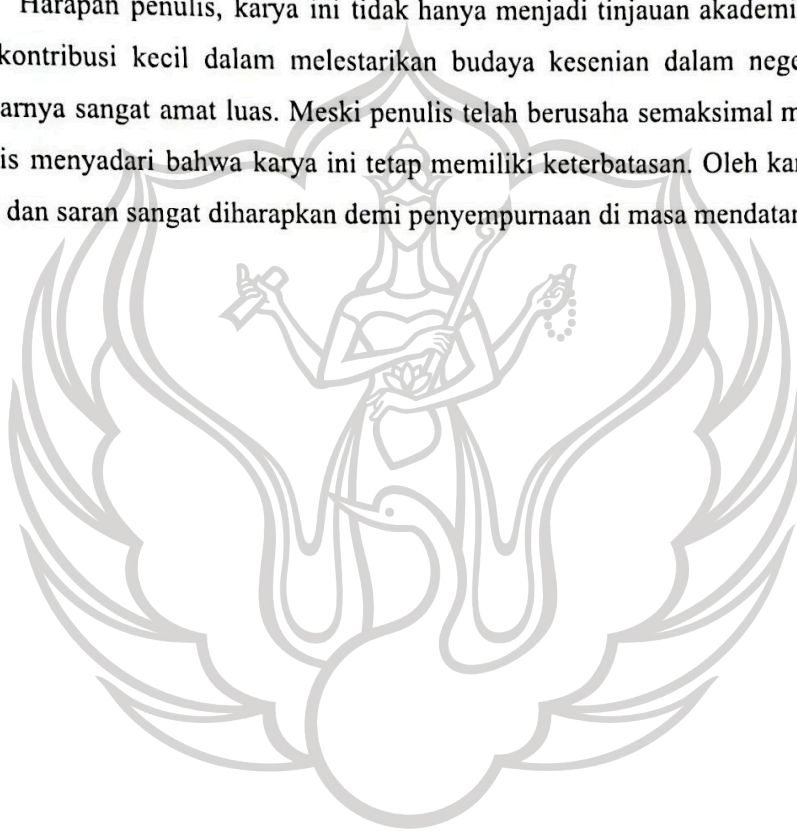 Harapan penulis, karya ini tidak hanya menjadi tinjauan akademi
kontribusi kecil dalam melestarikan budaya kesenian dalam nege
arnya sangat amat luas. Meski penulis telah berusaha semaksimal m
is menyadari bahwa karya ini tetap memiliki keterbatasan. Oleh kar
dan saran sangat diharapkan demi penyempurnaan di masa mendatan